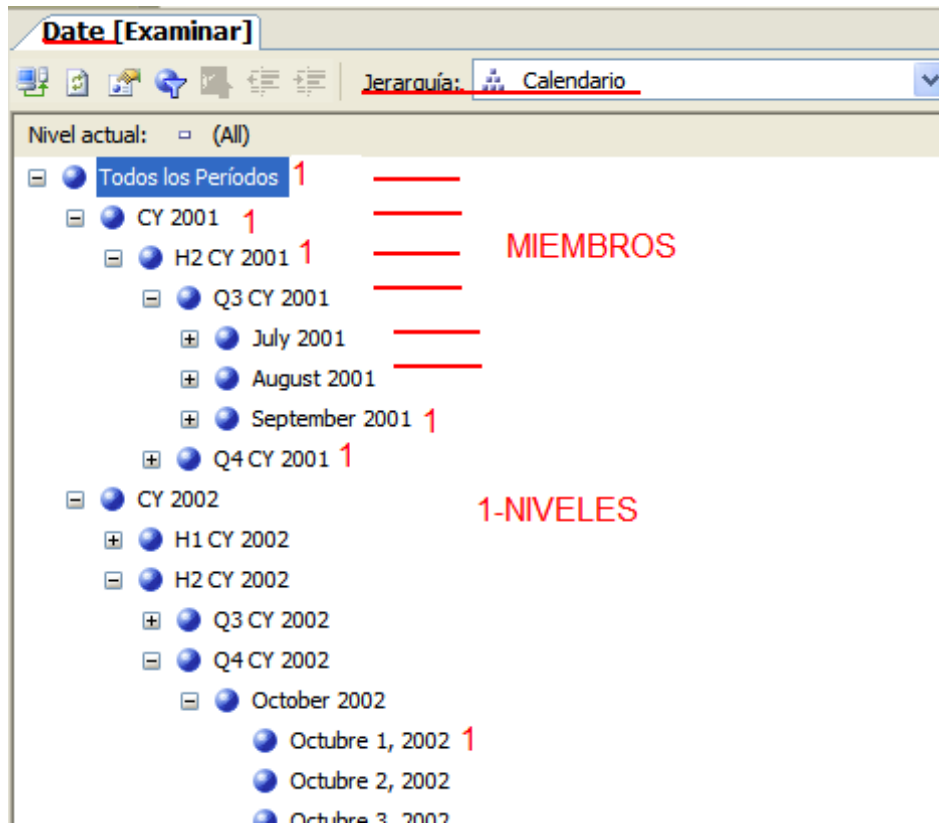 Date [Examinar]
Jerarquía: Calendario
Nivel actual: (All)
Todos los Períodos 1
CY 2001 1
H2 CY 2001 1
MIEMBROS
Q3 CY 2001
July 2001
August 2001
September 2001 1
Q4 CY 2001 1
CY 2002
1-NIVELES
H1 CY 2002
H2 CY 2002
Q3 CY 2002
Q4 CY 2002
October 2002
Octubre 1, 2002 1
Octubre 2, 2002
Octubre 3, 2002